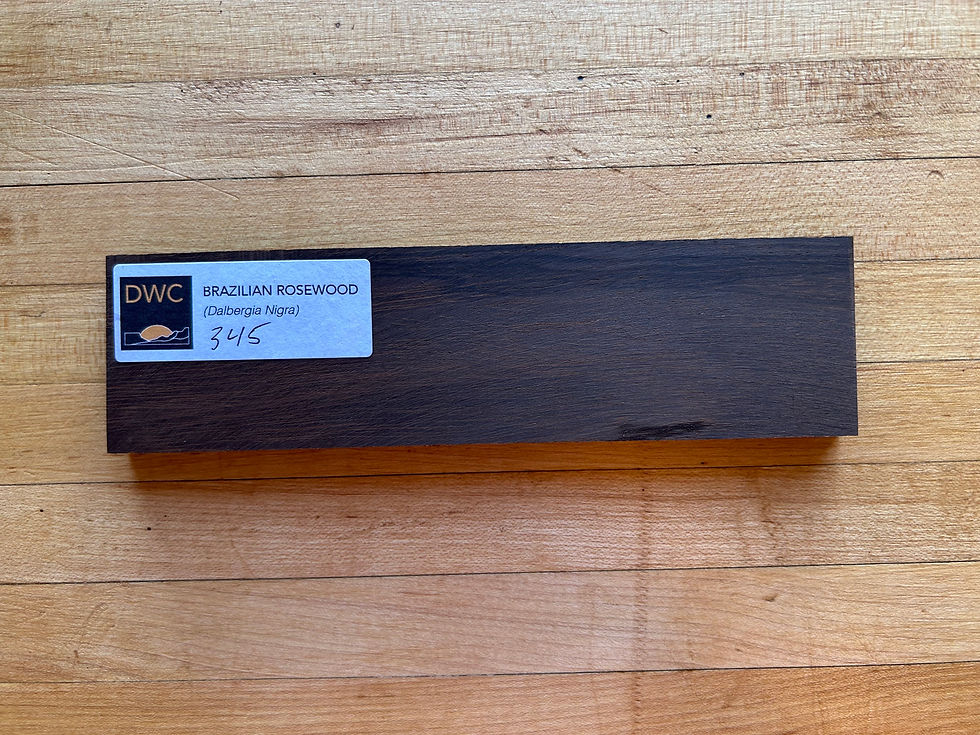 DWC
BRAZILIAN ROSEWOOD
(Dalbergia Nigra)
345